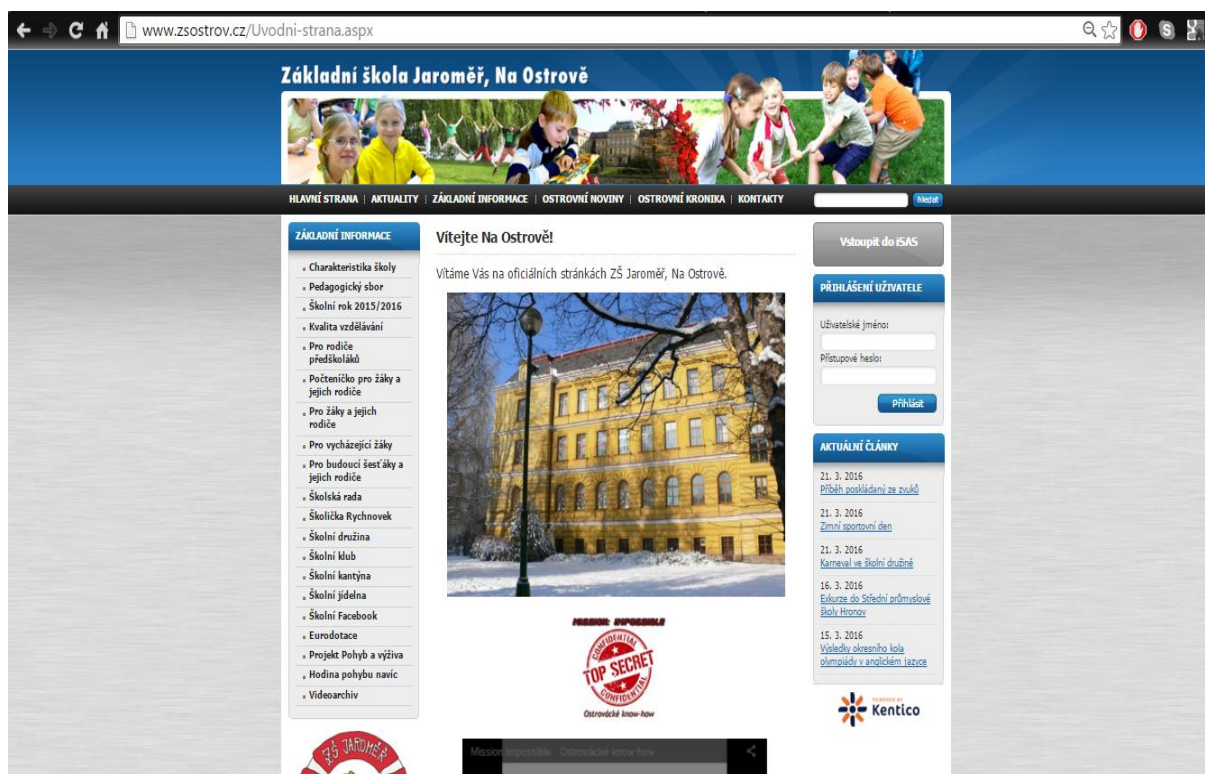 www.zsostrov.cz/Uvodni-strana.aspx
Základní škola Jaroměř, Na Ostrově
HLAVNÍ STRANA | AKTUALITY | ZÁKLADNÍ INFORMACE | OSTROVNÍ NOVINY | OSTROVNÍ KRONIKA | KONTAKTY
hledat
ZÁKLADNÍ INFORMACE
Charakteristika školy
Pedagogický sbor
Školní rok 2015/2016
Kvalita vzdělávání
Pro rodiče
předškoláků
Počteníčko pro žáky a
jejich rodiče
Pro žáky a jejich
rodiče
Pro vycházející žáky
Pro budoucí šesťáky a
jejich rodiče
Školská rada
Školička Rychnovek
Školní družina
Školní klub
Školní kantýna
Školní jídelna
Školní Facebook
Eurodotace
Projekt Pohyb a výživa
Hodina pohybu navíc
Videoarchiv
ZŠ JAROMĚŘ
Vítejte Na Ostrově!
Vítáme Vás na oficiálních stránkách ZŠ Jaroměř, Na Ostrově.
MISSION: IMPOSSIBLE
CONFIDENTIAL
TOP SECRET
CONFIDENTIAL
Ostrovácké know-how
Mission Impossible Ostrovácké know how
Vstoupit do iSAS
PŘIHLÁŠENÍ UŽIVATELE
Uživatelské jméno:
Přístupové heslo:
Přihlásit
AKTUÁLNÍ ČLÁNKY
21. 3. 2016
Příběh poskládaný ze zvuků
21. 3. 2016
Zimní sportovní den
21. 3. 2016
Karneval ve školní družině
16. 3. 2016
Exkurze do Střední průmyslové
školy Hronov
15. 3. 2016
Výsledky okresního kola
olympiády v anglickém jazyce
POWERED BY
Kentico